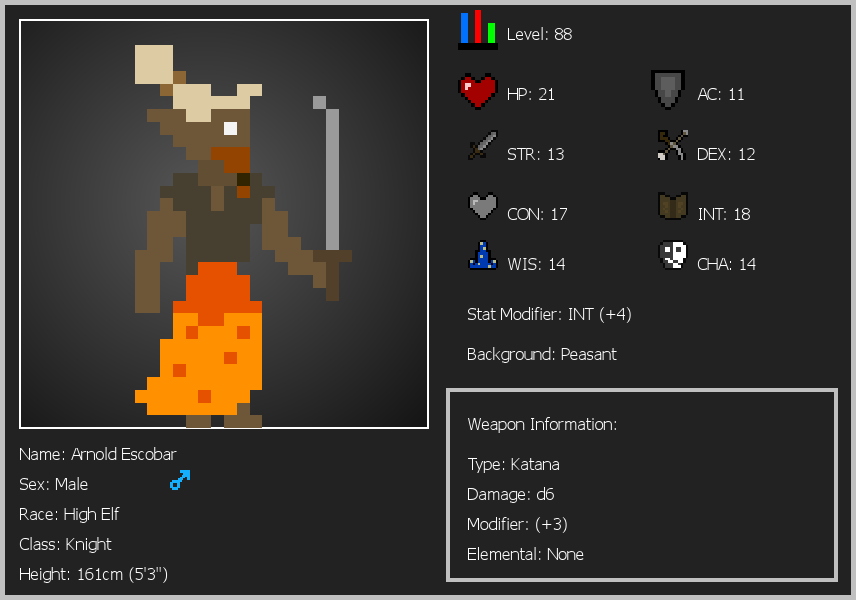 Level: 88
HP: 21
AC: 11
STR: 13
DEX: 12
CON: 17
INT: 18
WIS: 14
CHA: 14
Stat Modifier: INT (+4)
Background: Peasant
Weapon Information:
Type: Katana
Damage: d6
Modifier: (+3)
Elemental: None
Name: Arnold Escobar
Sex: Male
Race: High Elf
Class: Knight
Height: 161cm (5'3")